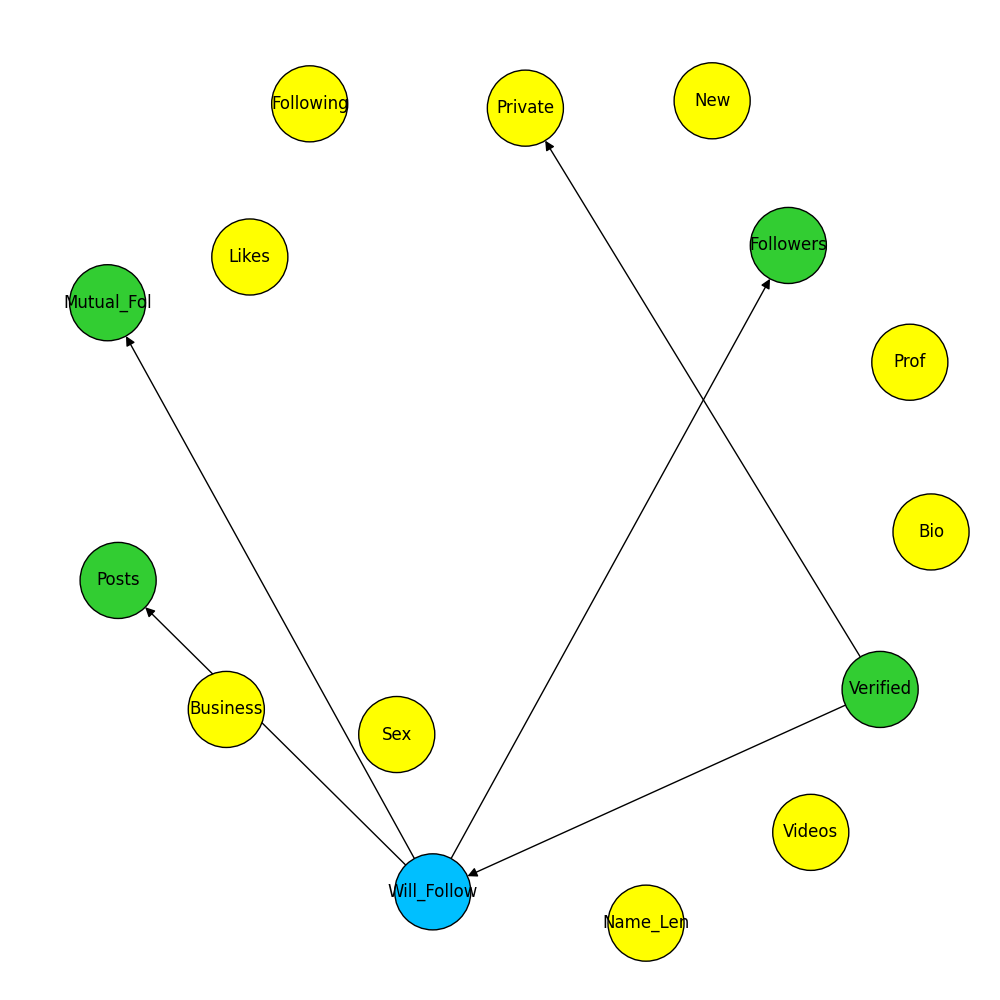 Following
Private
New
Followers
Likes
Mutual_Fol
Prof
Bio
Posts
Verified
Business
Sex
Videos
Will_Follow
Name_Len